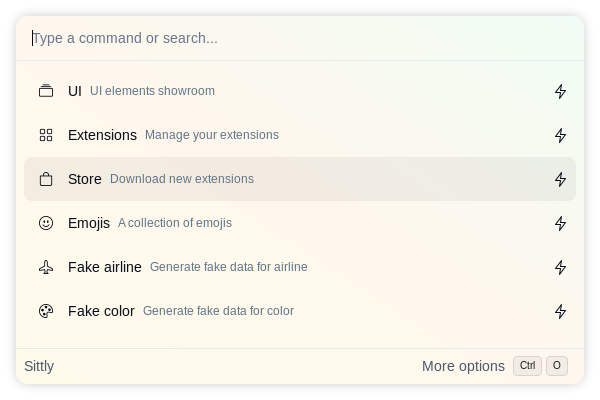 Type a command or search...
UI UI elements showroom
Extensions Manage your extensions
Store Download new extensions
Emojis A collection of emojis
Fake airline Generate fake data for airline
Fake color Generate fake data for color
Sittly More options Ctrl O